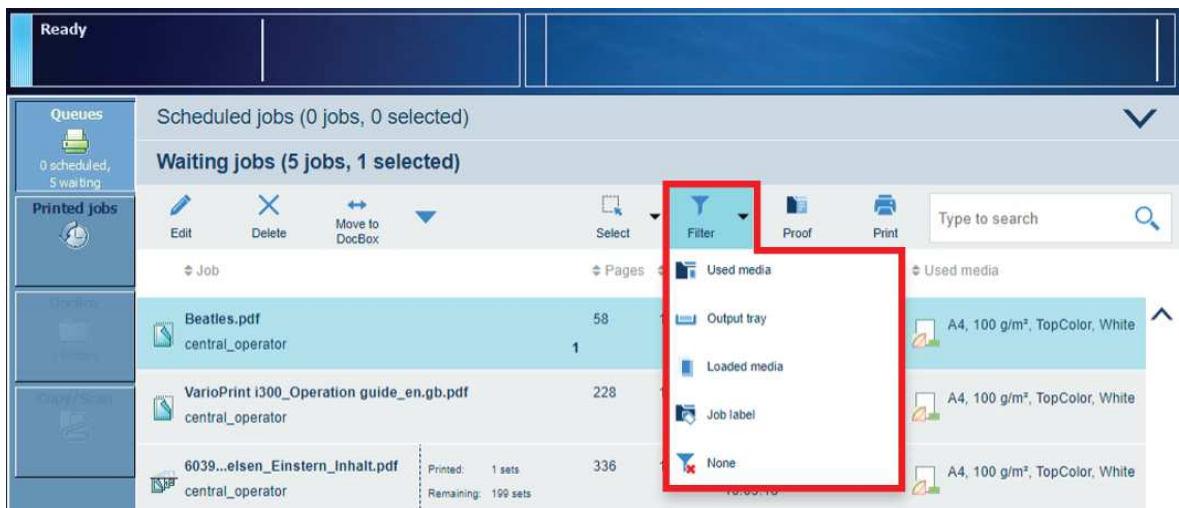 Ready
Queues
0 scheduled,
5 waiting
Printed jobs
Scheduled jobs (0 jobs, 0 selected)
Waiting jobs (5 jobs, 1 selected)
Edit
Delete
Move to
DocBox
Select
Filter
Proof
Print
Type to search
Job
Pages
Used media
Used media
Output tray
Loaded media
Job label
None
Beatles.pdf
central_operator
58
1
A4, 100 g/m², TopColor, White
VarioPrint i300_Operation guide_en.gb.pdf
central_operator
228
A4, 100 g/m², TopColor, White
6039...elsen_Einstern_Inhalt.pdf
central_operator
Printed: 1 sets
Remaining: 199 sets
336
A4, 100 g/m², TopColor, White
Copy/Scan